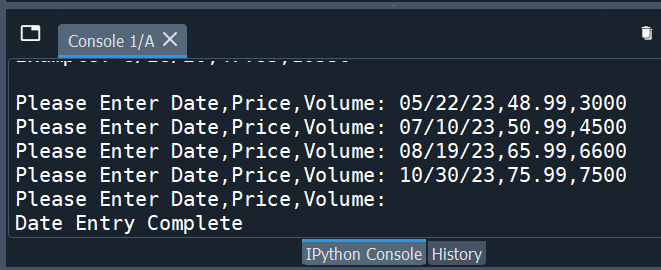 Console 1/A
Please Enter Date,Price,Volume: 05/22/23,48.99,3000
Please Enter Date,Price,Volume: 07/10/23,50.99,4500
Please Enter Date,Price,Volume: 08/19/23,65.99,6600
Please Enter Date,Price,Volume: 10/30/23,75.99,7500
Please Enter Date,Price,Volume:
Date Entry Complete
IPython Console History